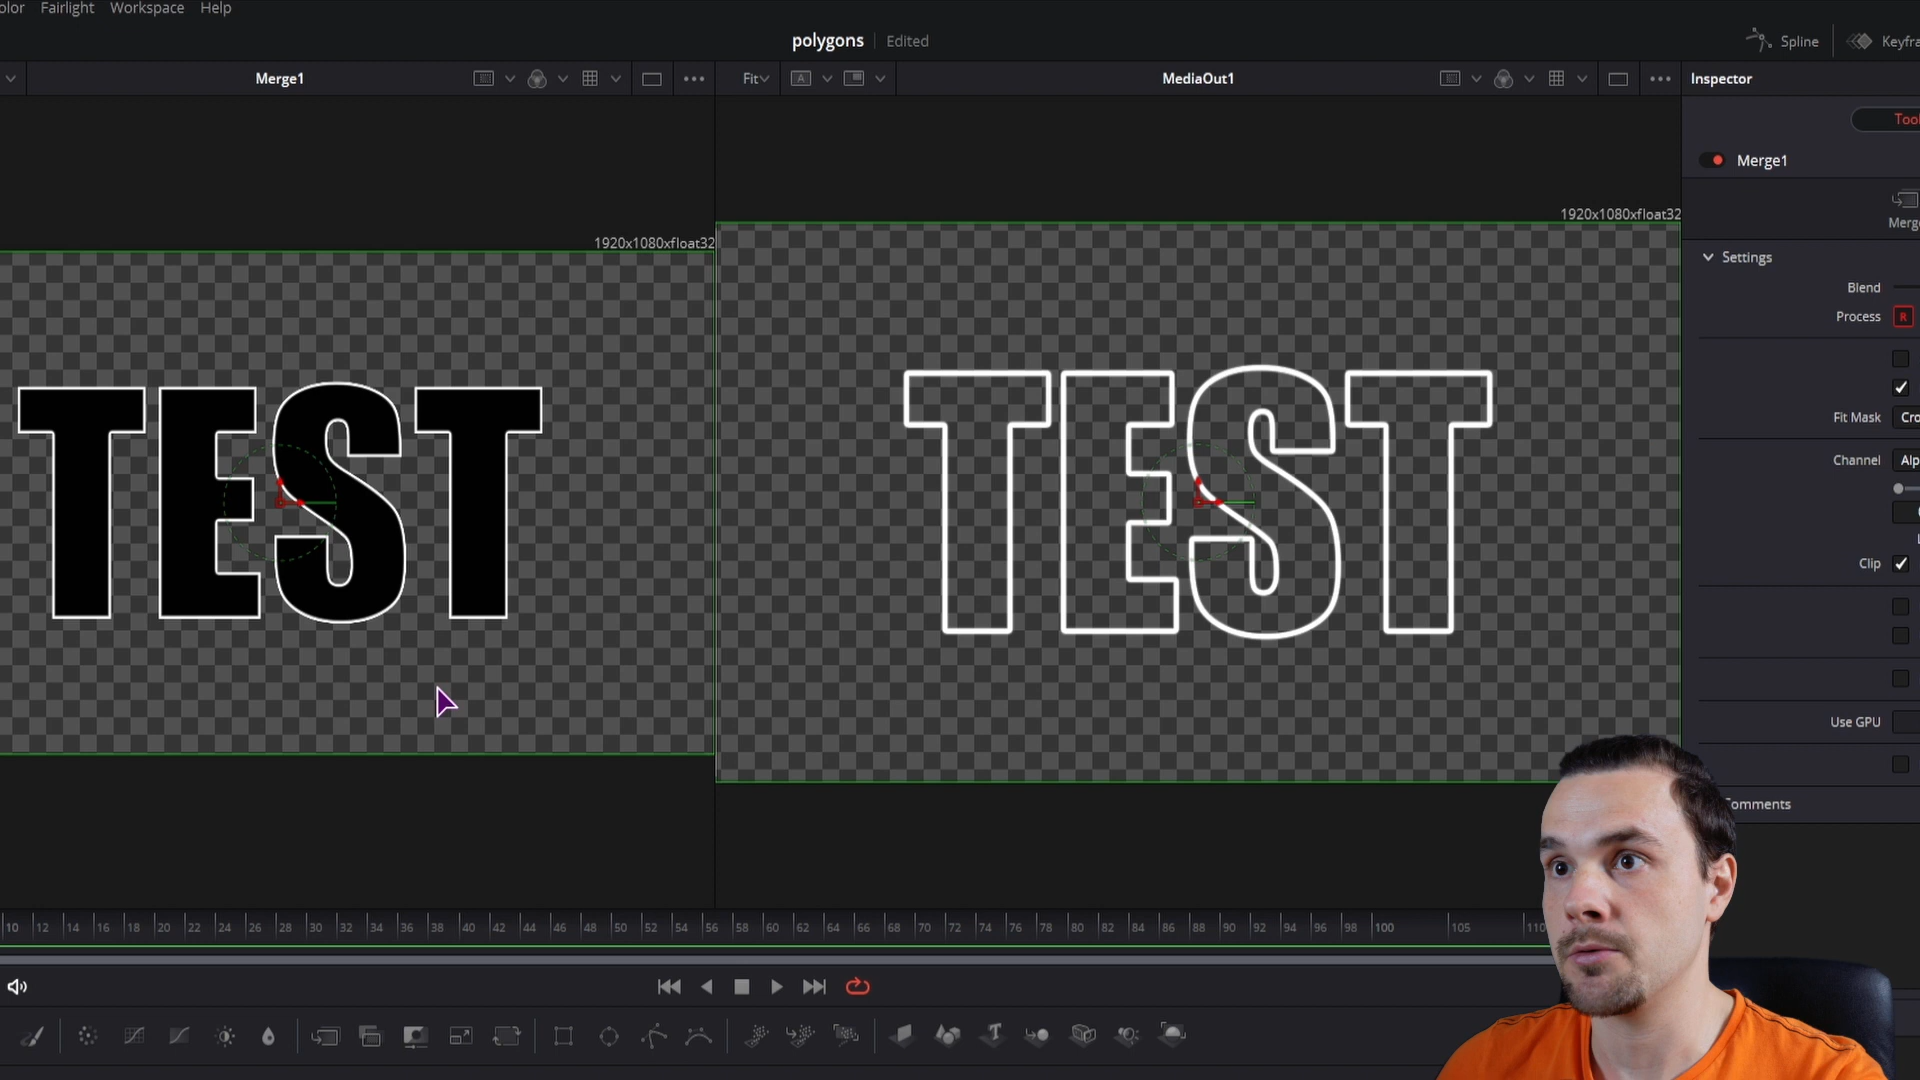 olor Fairlight Workspace Help
polygons Edited
Spline Keyfra
Merge1
Fit
A
MediaOut1
Inspector
Tool
Merge1
1920x1080xfloat32
1920x1080xfloat32
Merge
Settings
Blend
Process R
TEST
TEST
Fit Mask Cro
Channel Alp
Clip
Use GPU
Comments
10 12 14 16 18 20 22 24 26 28 30 32 34 36 38 40 42 44 46 48 50 52 54 56 58 60 62 64 66 68 70 72 74 76 78 80 82 84 86 88 90 92 94 96 98 100 105 110
T